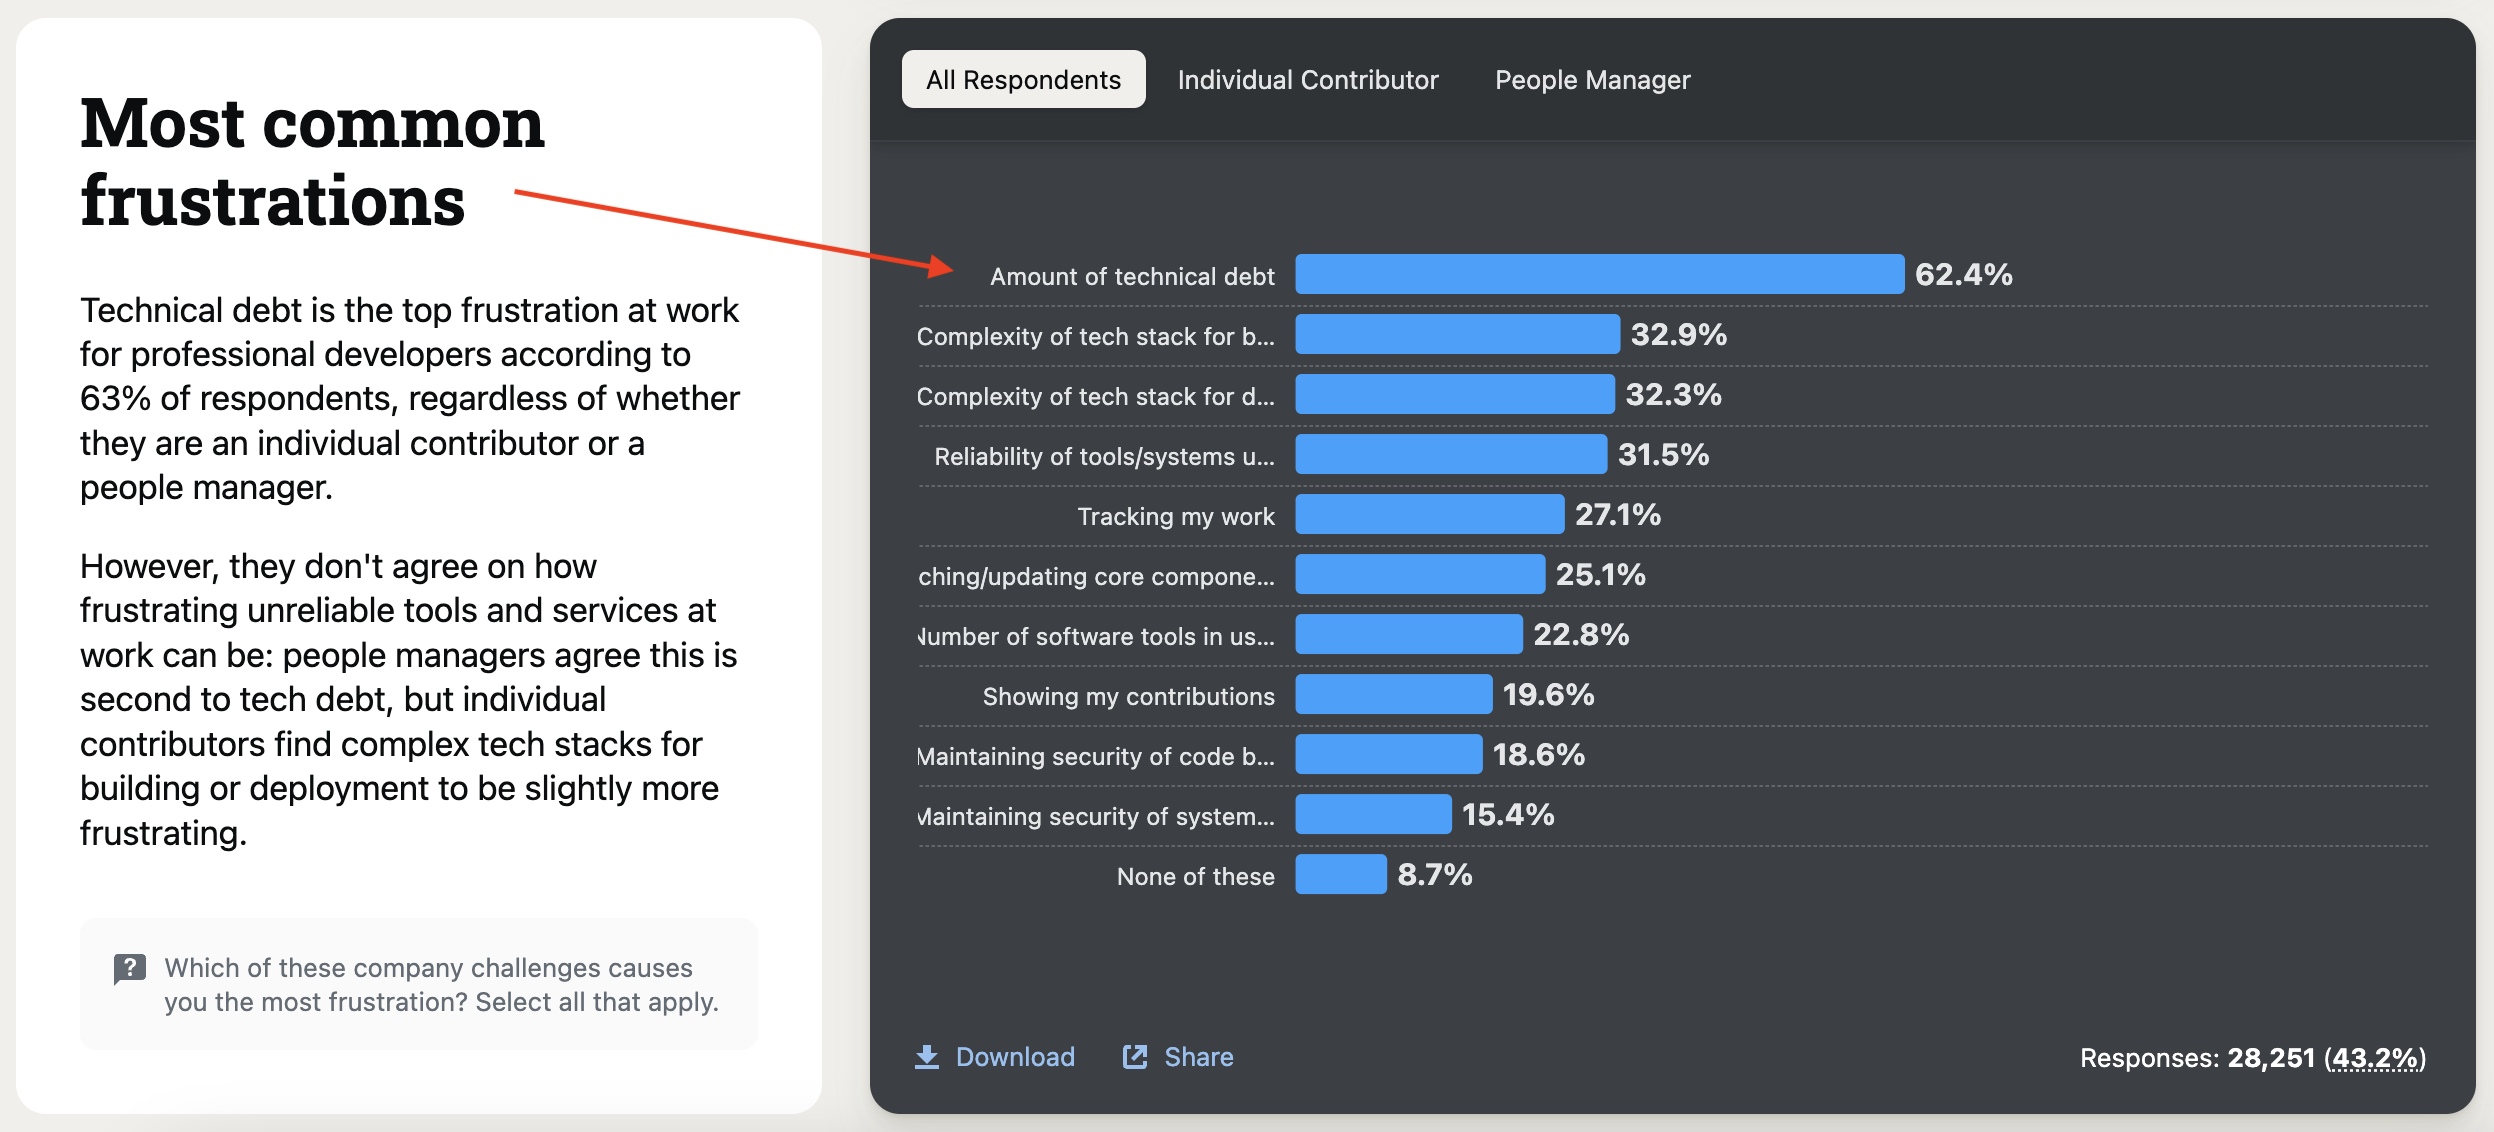 Most common
frustrations
Technical debt is the top frustration at work
for professional developers according to
63% of respondents, regardless of whether
they are an individual contributor or a
people manager.
However, they don't agree on how
frustrating unreliable tools and services at
work can be: people managers agree this is
second to tech debt, but individual
contributors find complex tech stacks for
building or deployment to be slightly more
frustrating.
Which of these company challenges causes
you the most frustration? Select all that apply.
All Respondents Individual Contributor People Manager
Amount of technical debt 62.4%
Complexity of tech stack for b... 32.9%
Complexity of tech stack for d... 32.3%
Reliability of tools/systems u... 31.5%
Tracking my work 27.1%
ching/updating core compone... 25.1%
Number of software tools in us... 22.8%
Showing my contributions 19.6%
Maintaining security of code b... 18.6%
Maintaining security of system... 15.4%
None of these 8.7%
Download Share Responses: 28,251 (43.2%)